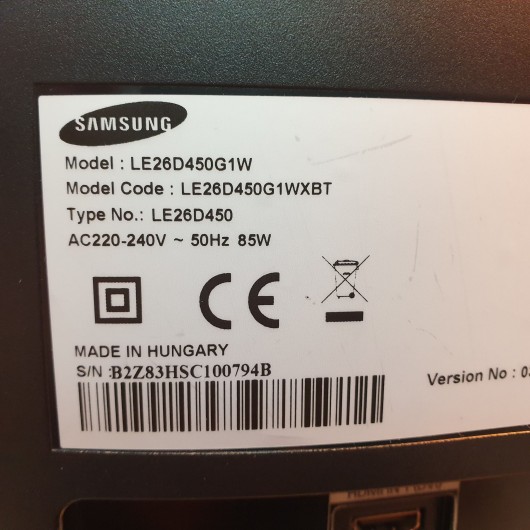 SAMSUNG
Model : LE26D450G1W
Model Code : LE26D450G1WXBT
Type No.: LE26D450
AC220-240V ~ 50Hz 85W
CE
MADE IN HUNGARY
S/N :B2Z83HSC100794B
Version No :